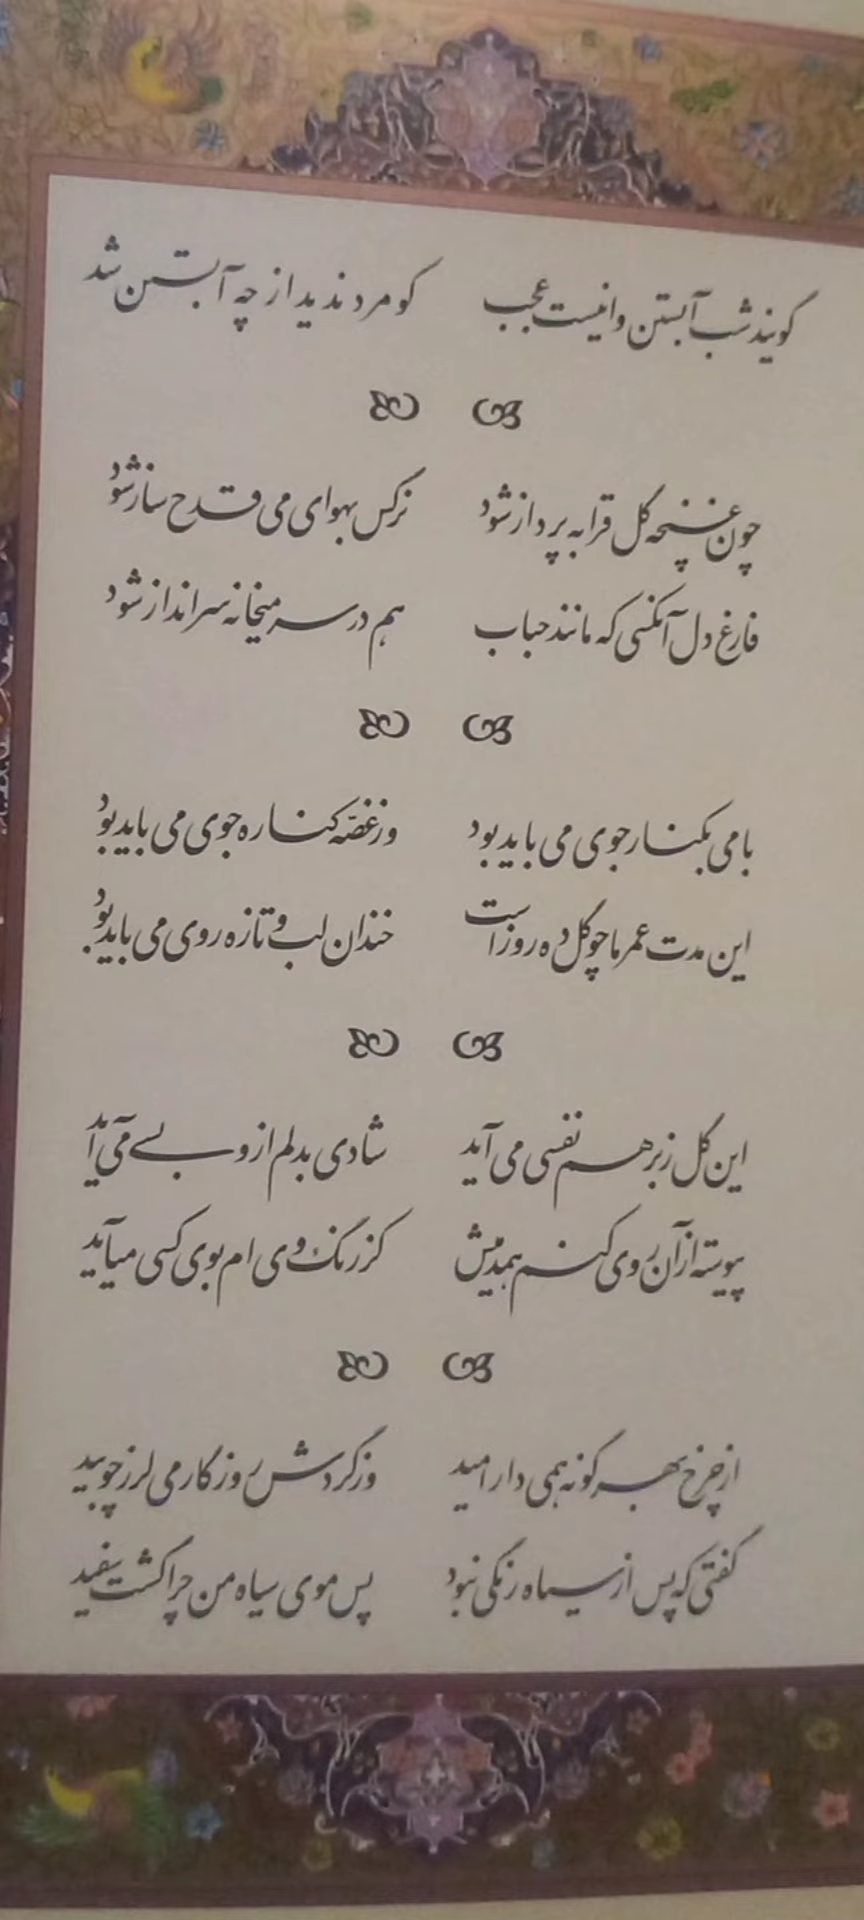 گویند شب آبستن و اینست عجب کو مرد ندید از چه آبستن شد
چون غنچه گل قرابه پرداز شود نرگس بهوای می قدح ساز شود
فارغ دل آنکسی که مانند حباب هم در سر میخانه سرانداز شود
با می بکنار جوی می باید بود وز غصّه کناره جوی می باید بود
این مدت عمر ما چو گل ده روز است خندان لب و تازه روی می باید بود
این گل ز بر هم نفسی می آید شادی بدلم از و بسے می آید
پیوسته از آن روی کنم همدمیش کز رنگ وی ام بوی کسی میآید
از چرخ بهر گونه همی دار امید وز گردش روزگار می لرز چو بید
گفتی که پس از سیاه رنگی نبود پس موی سیاه من چرا گشت سفید